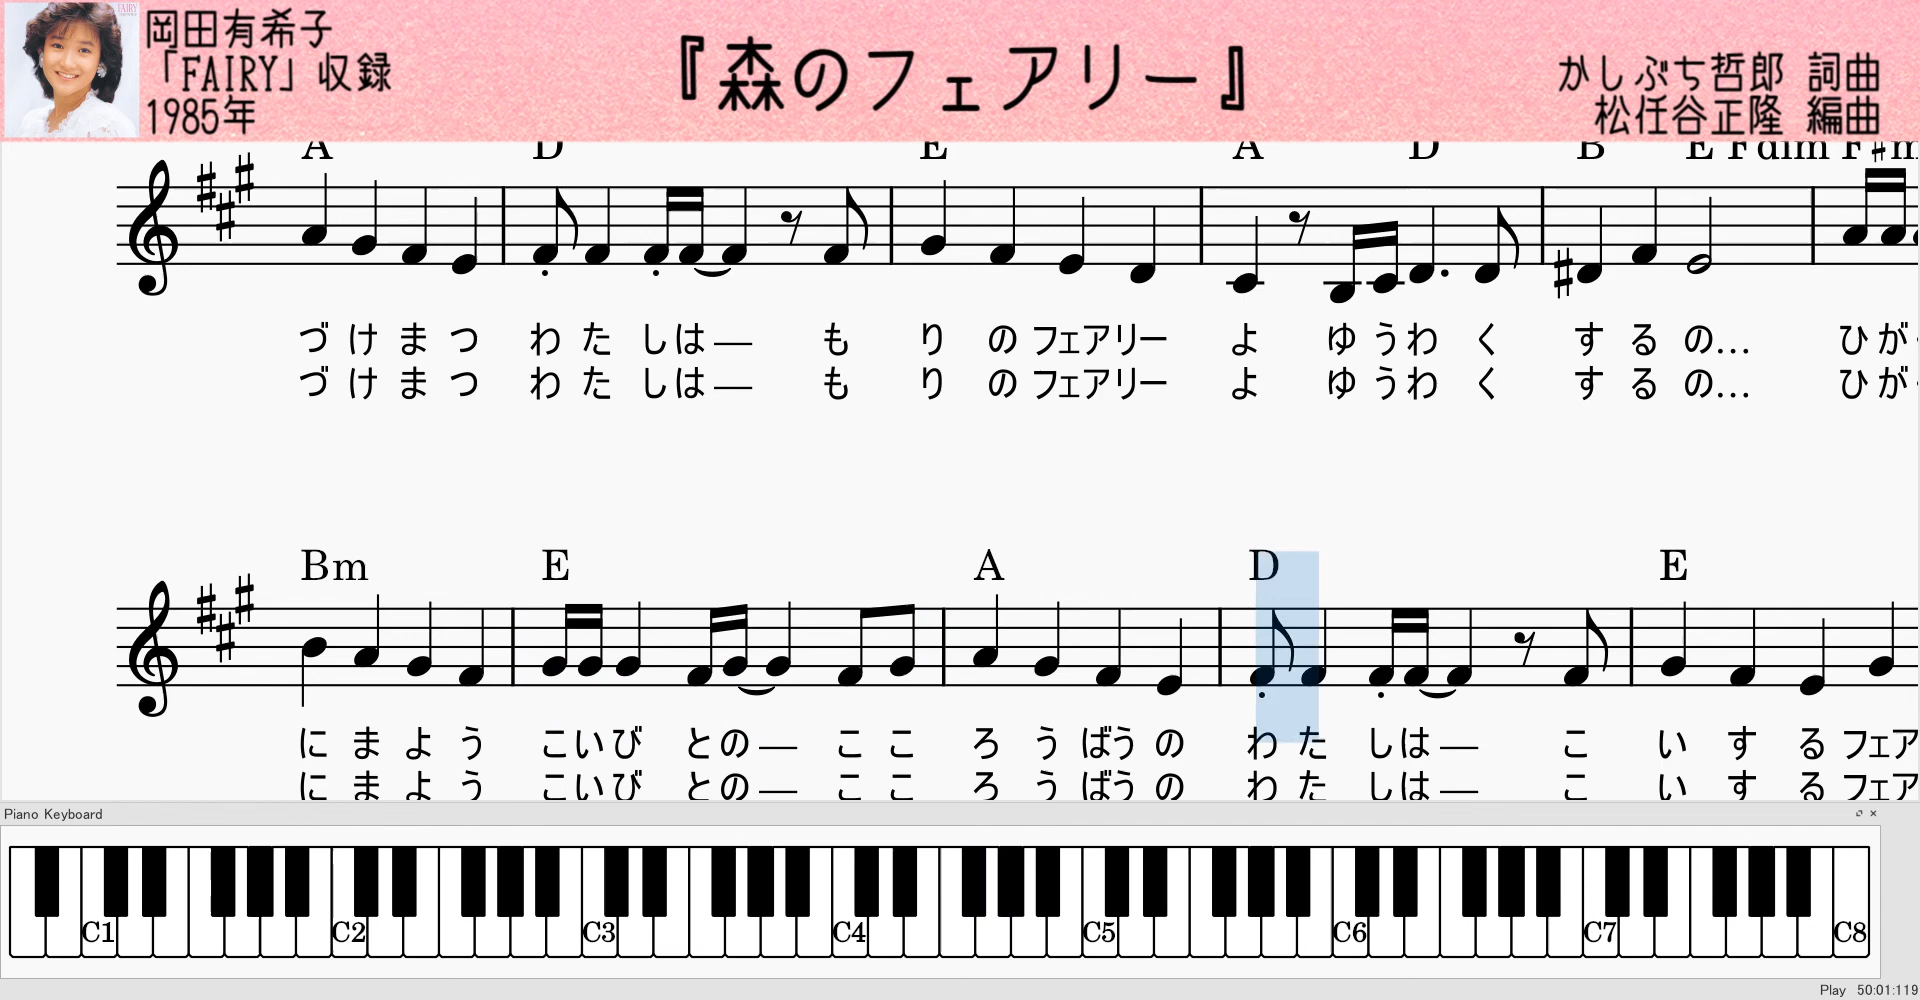 岡田有希子
「FAIRY」収録
1985年
『森のフェアリー』
かしぶち哲郎 詞曲
松任谷正隆 編曲
FAIRY
A D E A D B E F dim F♯m
づ け ま つ わ た し は — も り の フェアリー よ ゆ う わ く す る の… ひ が
づ け ま つ わ た し は — も り の フェアリー よ ゆ う わ く す る の… ひ が
Bm E A D E
に ま よ う こ い び と の — こ こ ろ う ばう の わ た し は — こ い す る フェア
に ま よ う こ い び と の — こ こ ろ う ばう の わ た し は — こ い す る フェア
Piano Keyboard
C1 C2 C3 C4 C5 C6 C7 C8
Play 50:01:119